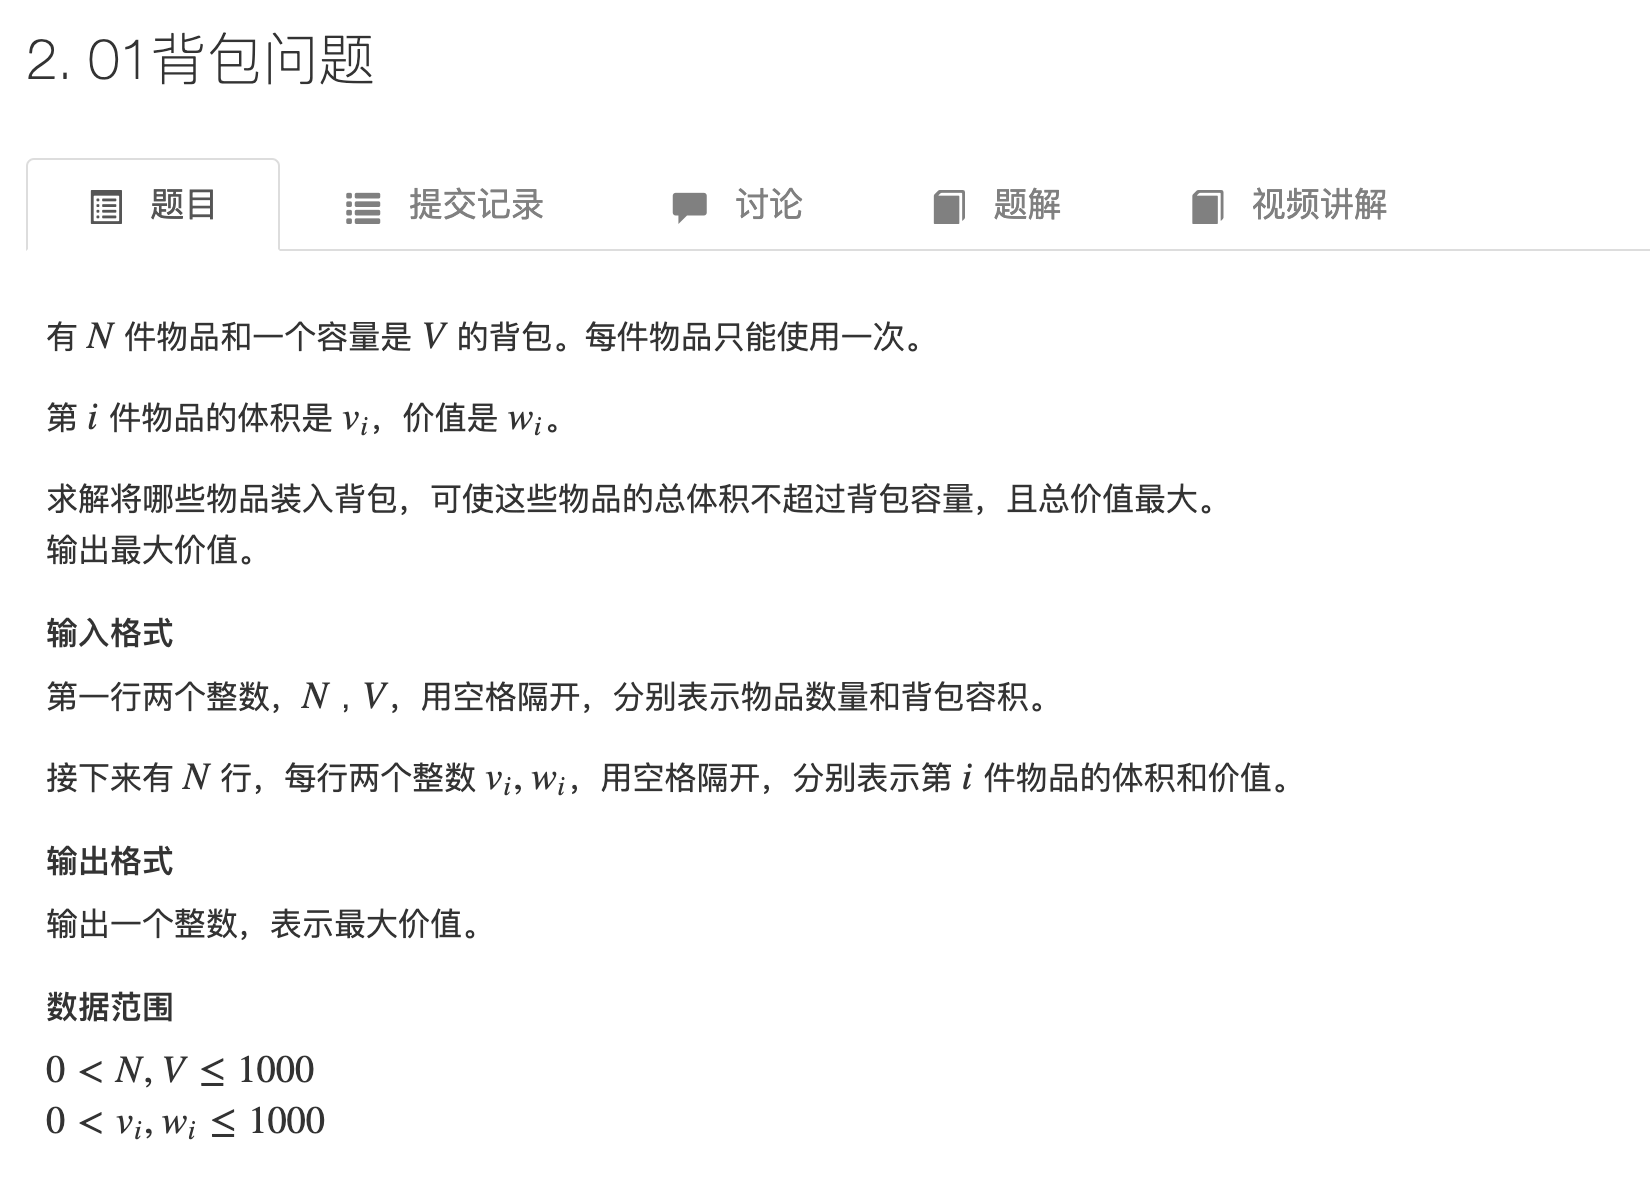 2. 01背包问题
题目 提交记录 讨论 题解 视频讲解
有 N 件物品和一个容量是 V 的背包。每件物品只能使用一次。
第 i 件物品的体积是 vᵢ，价值是 wᵢ。
求解将哪些物品装入背包，可使这些物品的总体积不超过背包容量，且总价值最大。
输出最大价值。
输入格式
第一行两个整数，N , V，用空格隔开，分别表示物品数量和背包容积。
接下来有 N 行，每行两个整数 vᵢ, wᵢ，用空格隔开，分别表示第 i 件物品的体积和价值。
输出格式
输出一个整数，表示最大价值。
数据范围
0 < N, V ≤ 1000
0 < vᵢ, wᵢ ≤ 1000